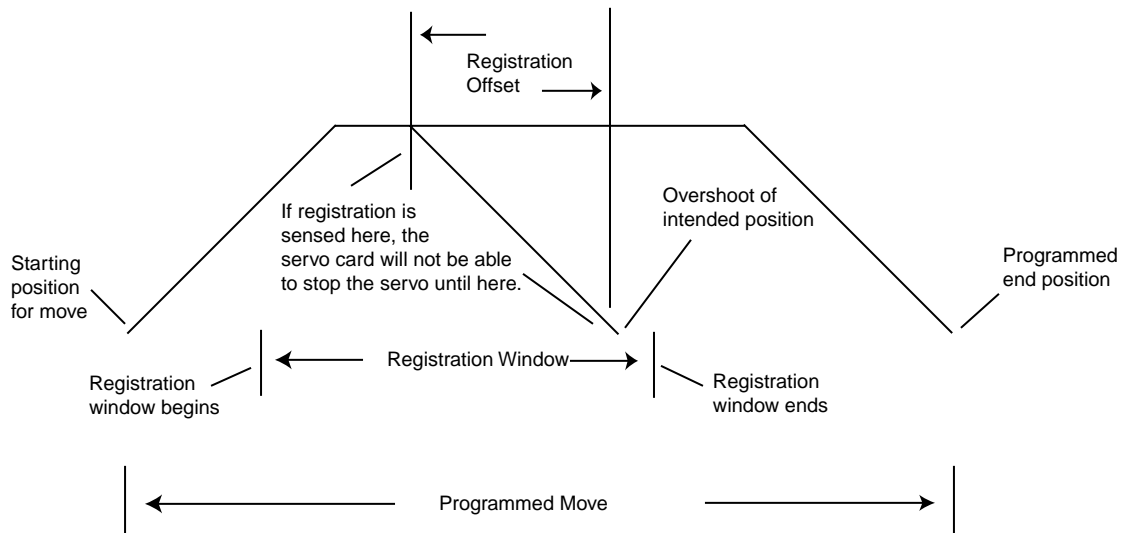 Registration
Offset
If registration is
sensed here, the
servo card will not be able
to stop the servo until here.
Overshoot of
intended position
Starting
position
for move
Programmed
end position
Registration Window
Registration
window begins
Registration
window ends
Programmed Move